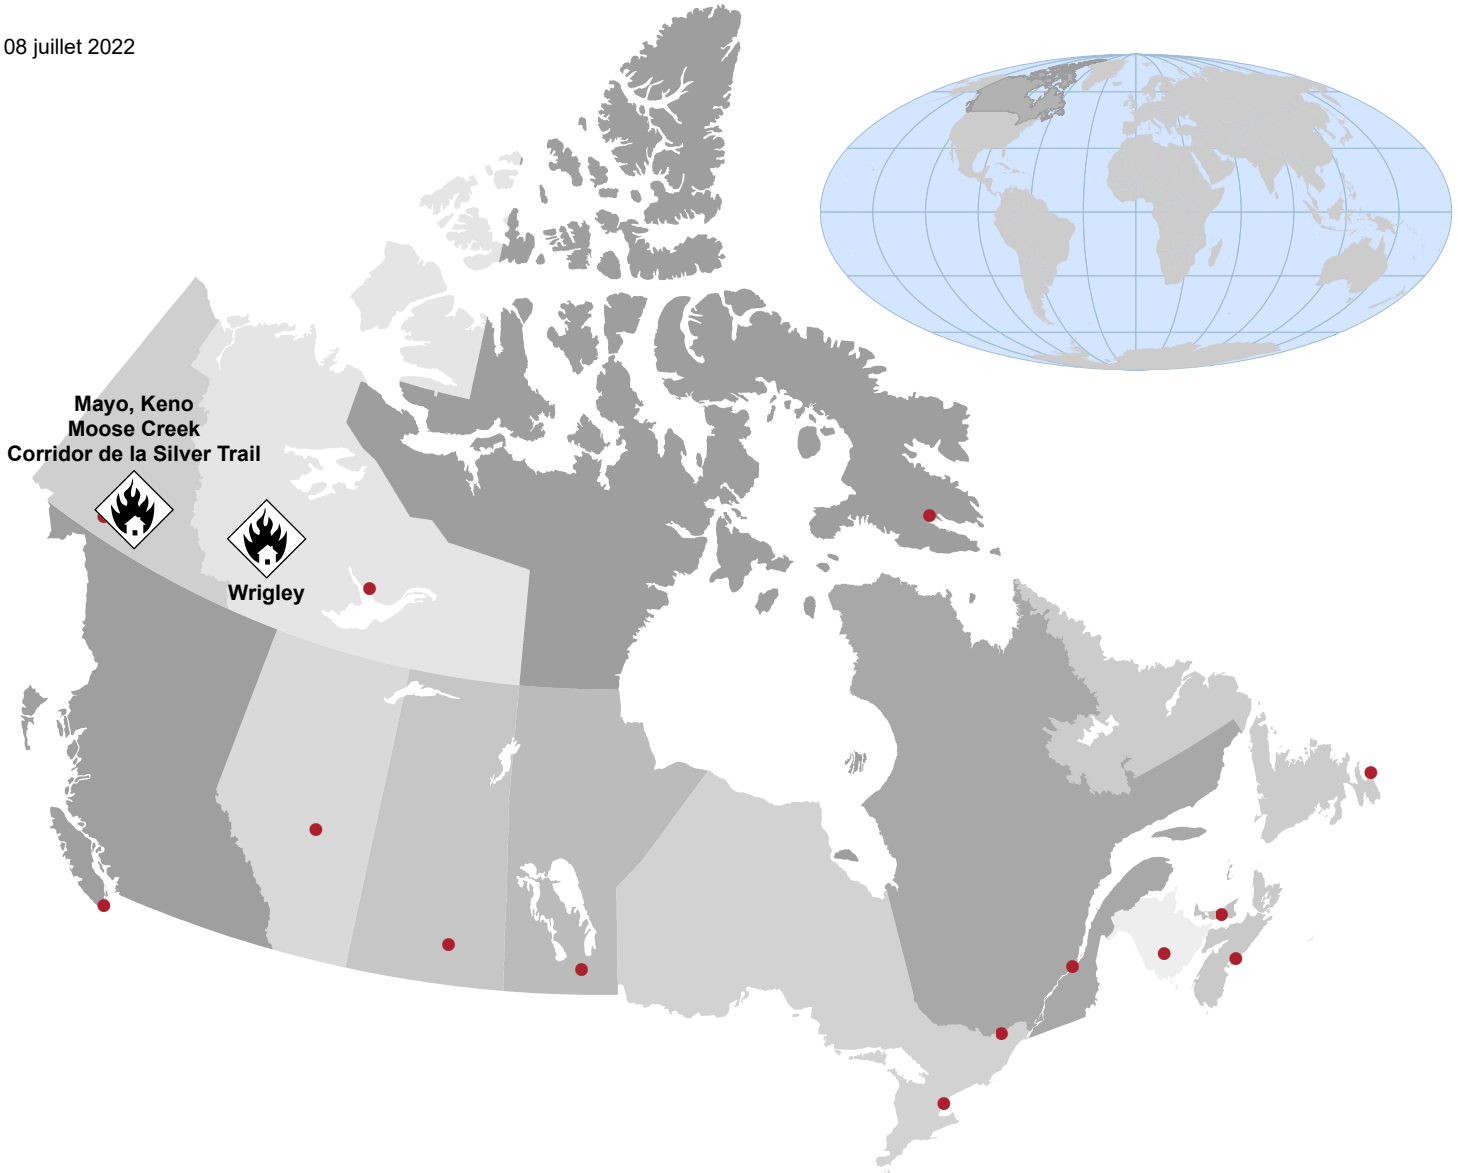 08 juillet 2022
Mayo, Keno
Moose Creek
Corridor de la Silver Trail
Wrigley